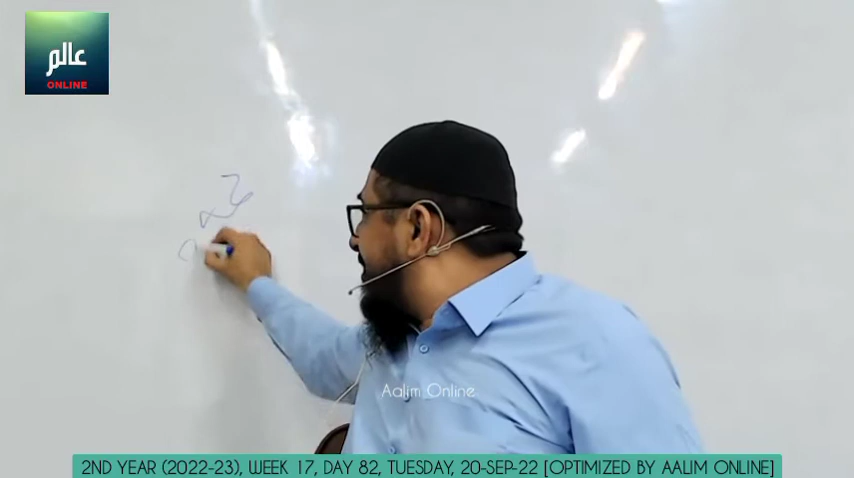 عالم
ONLINE
Aalim Online
2ND YEAR (2022-23), WEEK 17, DAY 82, TUESDAY, 20-SEP-22 [OPTIMIZED BY AALIM ONLINE]